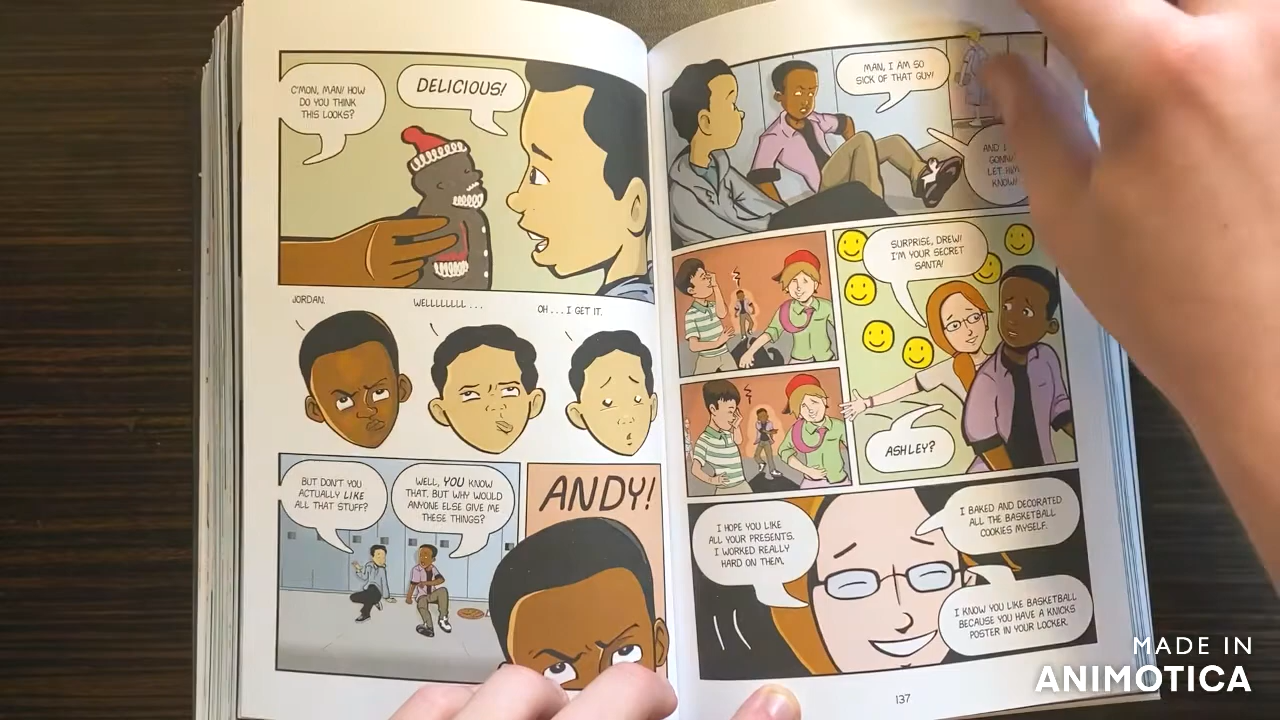 C'MON, MAN! HOW
DO YOU THINK
THIS LOOKS?
DELICIOUS!
JORDAN.
WELLLLLLLL...
OH...I GET IT.
BUT DON'T YOU
ACTUALLY LIKE
ALL THAT STUFF?
WELL, YOU KNOW
THAT. BUT WHY WOULD
ANYONE ELSE GIVE ME
THESE THINGS?
ANDY!
MAN, I AM SO
SICK OF THAT GUY!
AND I
LET HIM
KNOW!
SURPRISE, DREW!
I'M YOUR SECRET
SANTA!
ASHLEY?
I HOPE YOU LIKE
ALL YOUR PRESENTS.
I WORKED REALLY
HARD ON THEM.
I BAKED AND DECORATED
ALL THE BASKETBALL
COOKIES MYSELF.
I KNOW YOU LIKE BASKETBALL
BECAUSE YOU HAVE A KNICKS
POSTER IN YOUR LOCKER.
137
MADE IN
ANIMOTICA